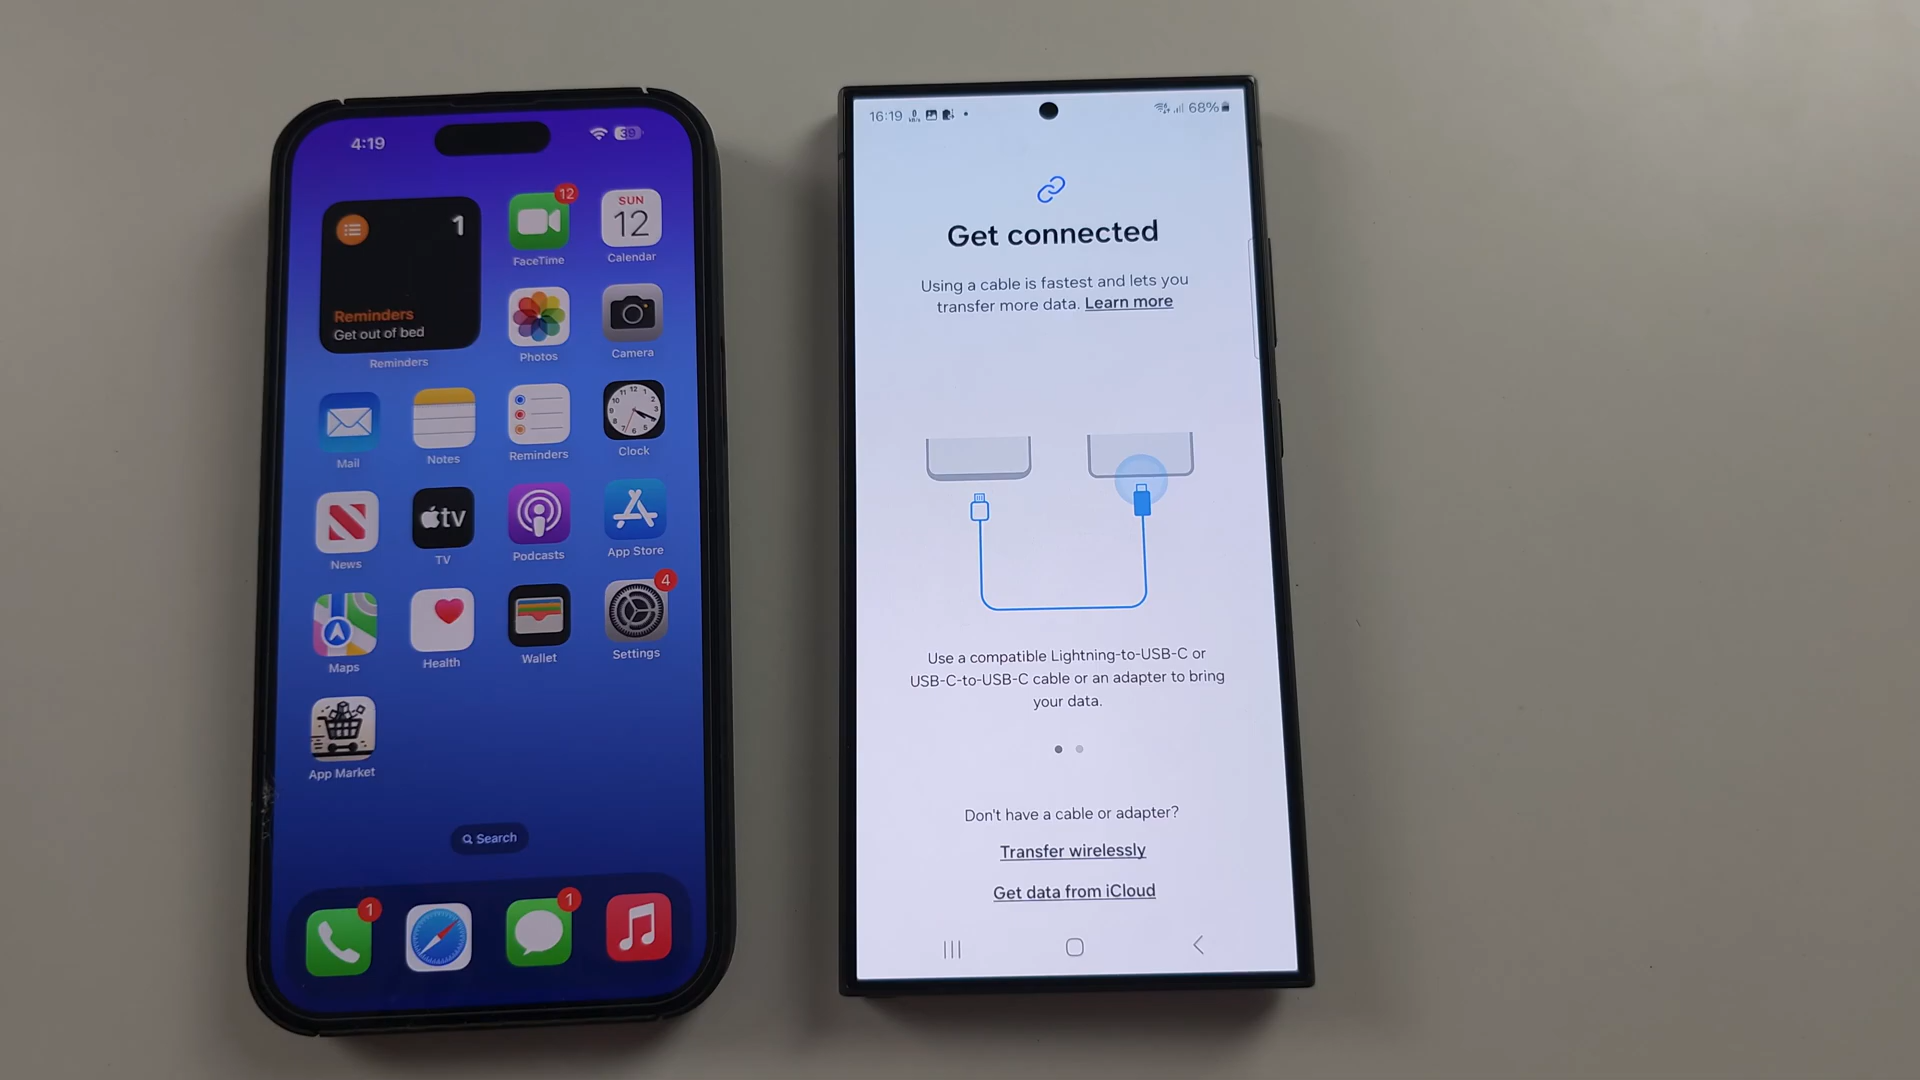 4:19
39
1
Reminders
Get out of bed
Reminders
12
FaceTime
SUN
12
Calendar
Photos
Camera
Mail
Notes
Reminders
Clock
News
tv
TV
Podcasts
App Store
Maps
Health
Wallet
4
Settings
App Market
Search
1
1
16:19
68%
Get connected
Using a cable is fastest and lets you
transfer more data. Learn more
Use a compatible Lightning-to-USB-C or
USB-C-to-USB-C cable or an adapter to bring
your data.
Don't have a cable or adapter?
Transfer wirelessly
Get data from iCloud